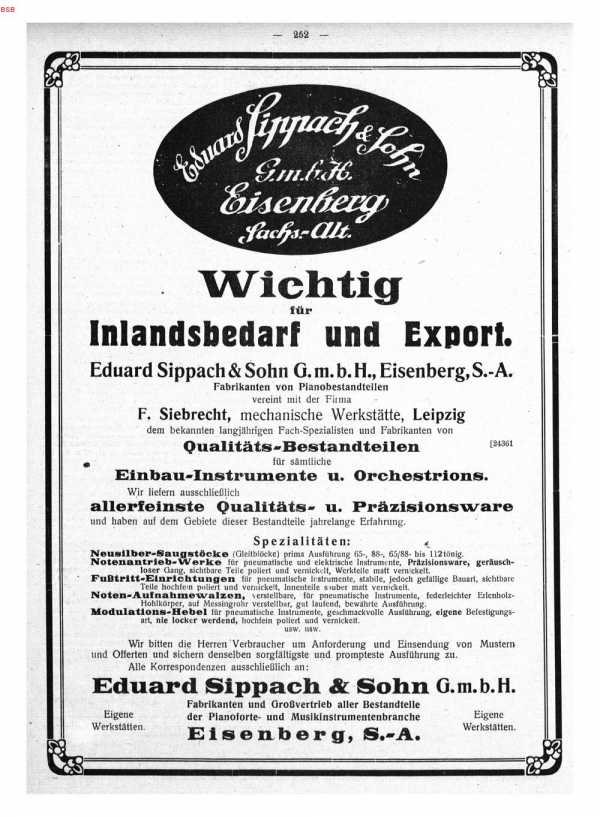 BSB
— 252 —
Eduard Sippach & Sohn
G.m.b.H.
Eisenberg
Sachs.-Alt.
Wichtig
für
Inlandsbedarf und Export.
Eduard Sippach & Sohn G. m. b. H., Eisenberg, S.-A.
Fabrikanten von Pianobestandteilen
vereint mit der Firma
F. Siebrecht, mechanische Werkstätte, Leipzig
dem bekannten langjährigen Fach-Spezialisten und Fabrikanten von
Qualitäts-Bestandteilen [24361
für sämtliche
Einbau-Instrumente u. Orchestrions.
Wir liefern ausschließlich
allerfeinste Qualitäts- u. Präzisionsware
und haben auf dem Gebiete dieser Bestandteile jahrelange Erfahrung.
Spezialitäten:
Neusilber-Saugstöcke (Gleitblöcke) prima Ausführung 65-, 88-, 65/88- bis 112 tönig.
Notenantrieb-Werke für pneumatische und elektrische Instrumente, Präzisionsware, geräusch-
loser Gang, sichtbare Teile poliert und vernickelt, Werkteile matt vernickelt.
Fußtritt-Einrichtungen für pneumatische Instrumente, stabile, jedoch gefällige Bauart, sichtbare
Teile hochfein poliert und vernickelt, Innenteile sauber matt vernickelt.
Noten-Aufnahmewalzen, verstellbare, für pneumatische Instrumente, federleichter Erlenholz-
Hohlkörper, auf Messingrohr verstellbar, gut laufend, bewährte Ausführung.
Modulations-Hebel für pneumatische Instrumente, geschmackvolle Ausführung, eigene Befestigungs-
art, nie locker werdend, hochfein poliert und vernickelt.
usw. usw.
Wir bitten die Herren Verbraucher um Anforderung und Einsendung von Mustern
und Offerten und sichern denselben sorgfältigste und prompteste Ausführung zu.
Alle Korrespondenzen ausschließlich an:
Eduard Sippach & Sohn G. m. b. H.
Fabrikanten und Großvertrieb aller Bestandteile
der Pianoforte- und Musikinstrumentenbranche
Eisenberg, S.-A.
Eigene
Werkstätten.
Eigene
Werkstätten.